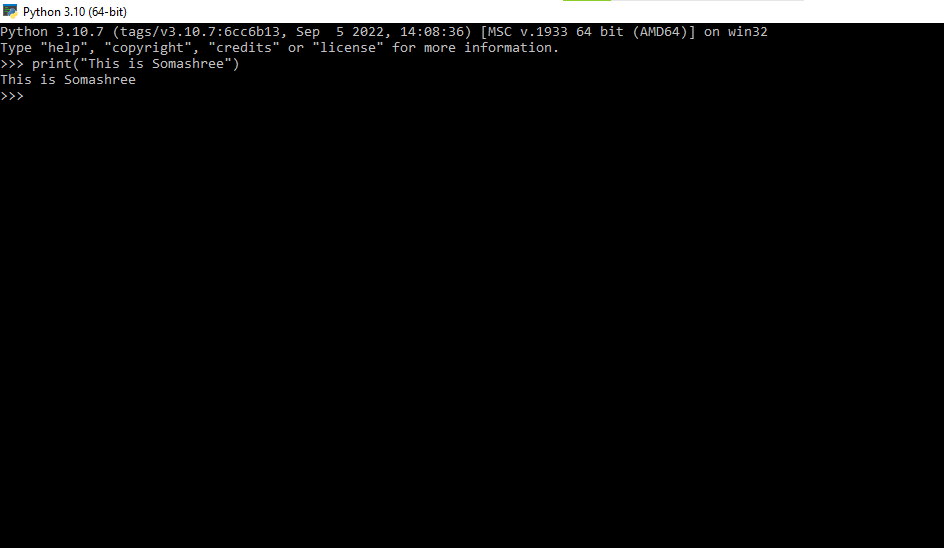 Python 3.10 (64-bit)
Python 3.10.7 (tags/v3.10.7:6cc6b13, Sep  5 2022, 14:08:36) [MSC v.1933 64 bit (AMD64)] on win32
Type "help", "copyright", "credits" or "license" for more information.
>>> print("This is Somashree")
This is Somashree
>>>